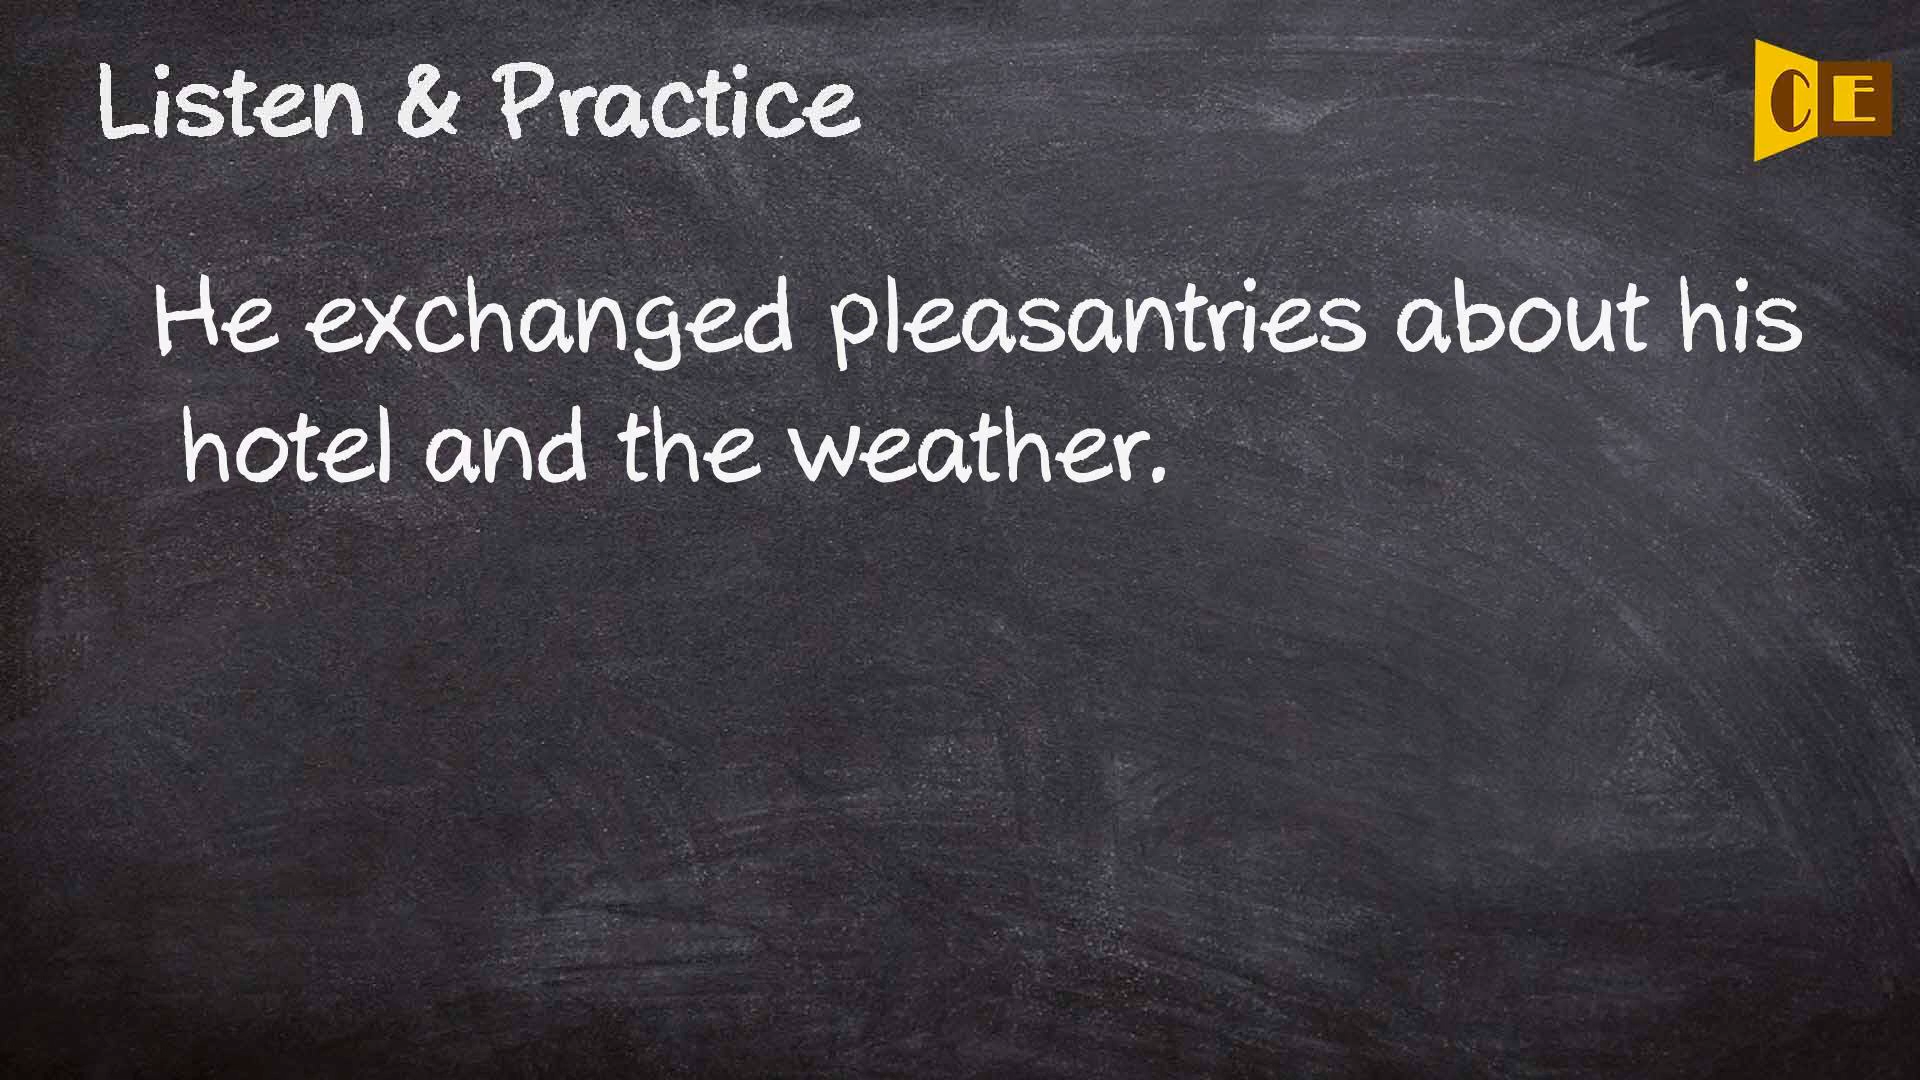 Listen & Practice
CE
He exchanged pleasantries about his
hotel and the weather.